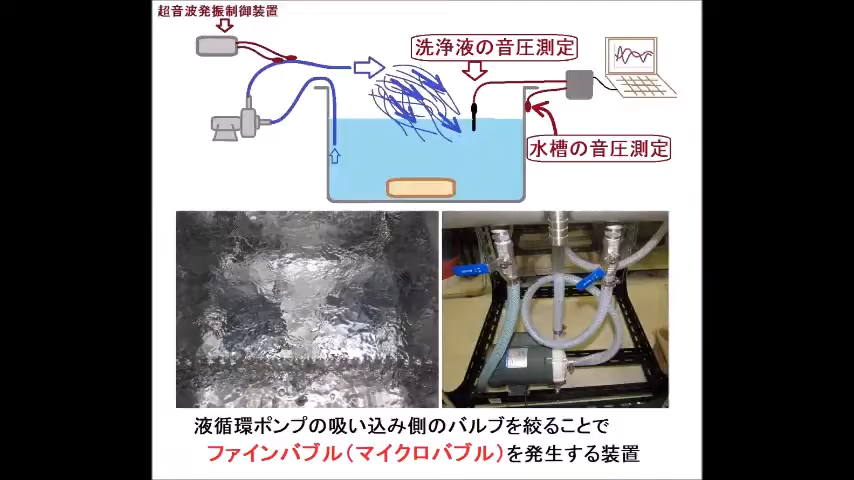 超音波発振制御装置
洗浄液の音圧測定
水槽の音圧測定
液循環ポンプの吸い込み側のバルブを絞ることで
ファインバブル（マイクロバブル）を発生する装置